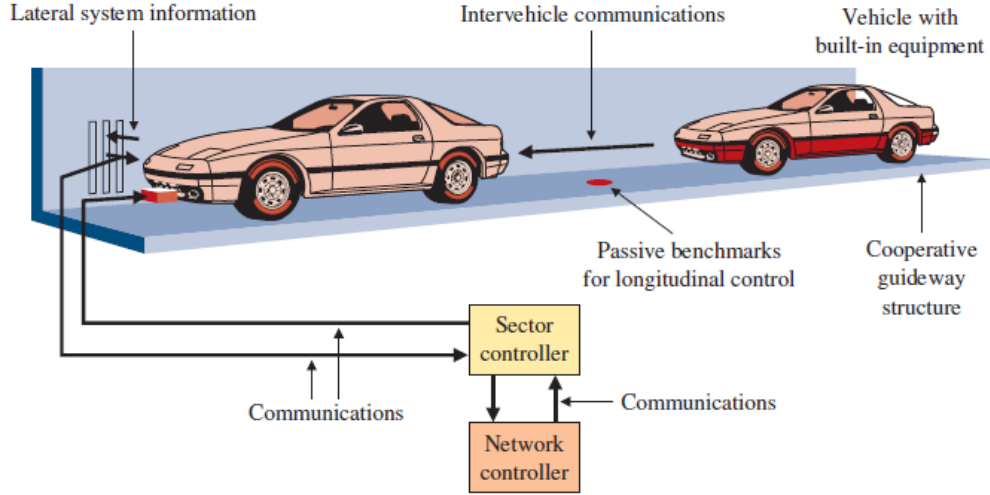 Lateral system information
Intervehicle communications
Vehicle with
built-in equipment
Passive benchmarks
for longitudinal control
Cooperative
guideway
structure
Sector
controller
Communications
Communications
Network
controller